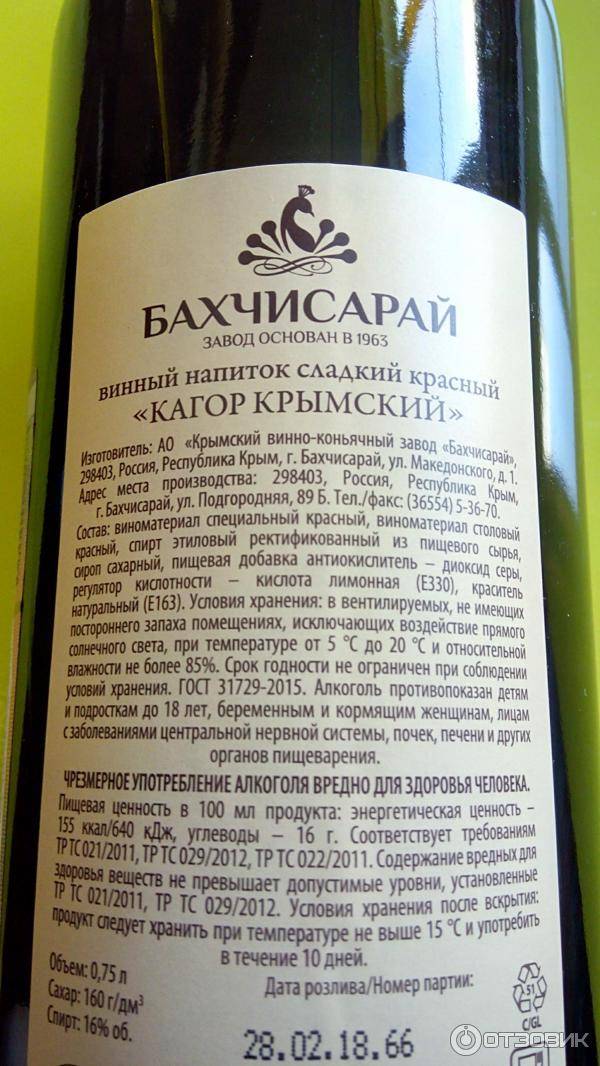 БАХЧИСАРАЙ
ЗАВОД ОСНОВАН В 1963
винный напиток сладкий красный
«КАГОР КРЫМСКИЙ»
Изготовитель: АО «Крымский винно-коньячный завод «Бахчисарай»,
298403, Россия, Республика Крым, г. Бахчисарай, ул. Македонского, д. 1.
Адрес места производства: 298403, Россия, Республика Крым,
г. Бахчисарай, ул. Подгородняя, 89 Б. Тел./факс: (36554) 5-36-70.
Состав: виноматериал специальный красный, виноматериал столовый
красный, спирт этиловый ректификованный из пищевого сырья,
сироп сахарный, пищевая добавка антиокислитель – диоксид серы,
регулятор кислотности – кислота лимонная (Е330), краситель
натуральный (Е163). Условия хранения: в вентилируемых, не имеющих
постороннего запаха помещениях, исключающих воздействие прямого
солнечного света, при температуре от 5 °С до 20 °С и относительной
влажности не более 85%. Срок годности не ограничен при соблюдении
условий хранения. ГОСТ 31729-2015. Алкоголь противопоказан детям
и подросткам до 18 лет, беременным и кормящим женщинам, лицам
с заболеваниями центральной нервной системы, почек, печени и других
органов пищеварения.
ЧРЕЗМЕРНОЕ УПОТРЕБЛЕНИЕ АЛКОГОЛЯ ВРЕДНО ДЛЯ ЗДОРОВЬЯ ЧЕЛОВЕКА.
Пищевая ценность в 100 мл продукта: энергетическая ценность –
155 ккал/640 кДж, углеводы – 16 г. Соответствует требованиям
ТР ТС 021/2011, ТР ТС 029/2012, ТР ТС 022/2011. Содержание вредных для
здоровья веществ не превышает допустимые уровни, установленные
ТР ТС 021/2011, ТР ТС 029/2012. Условия хранения после вскрытия:
продукт следует хранить при температуре не выше 15 °С и употребить
в течение 10 дней.
Объем: 0,75 л
Сахар: 160 г/дм³
Спирт: 16% об.
Дата розлива/Номер партии:
28.02.18.66
51
C/GL
ОТЗОВИК